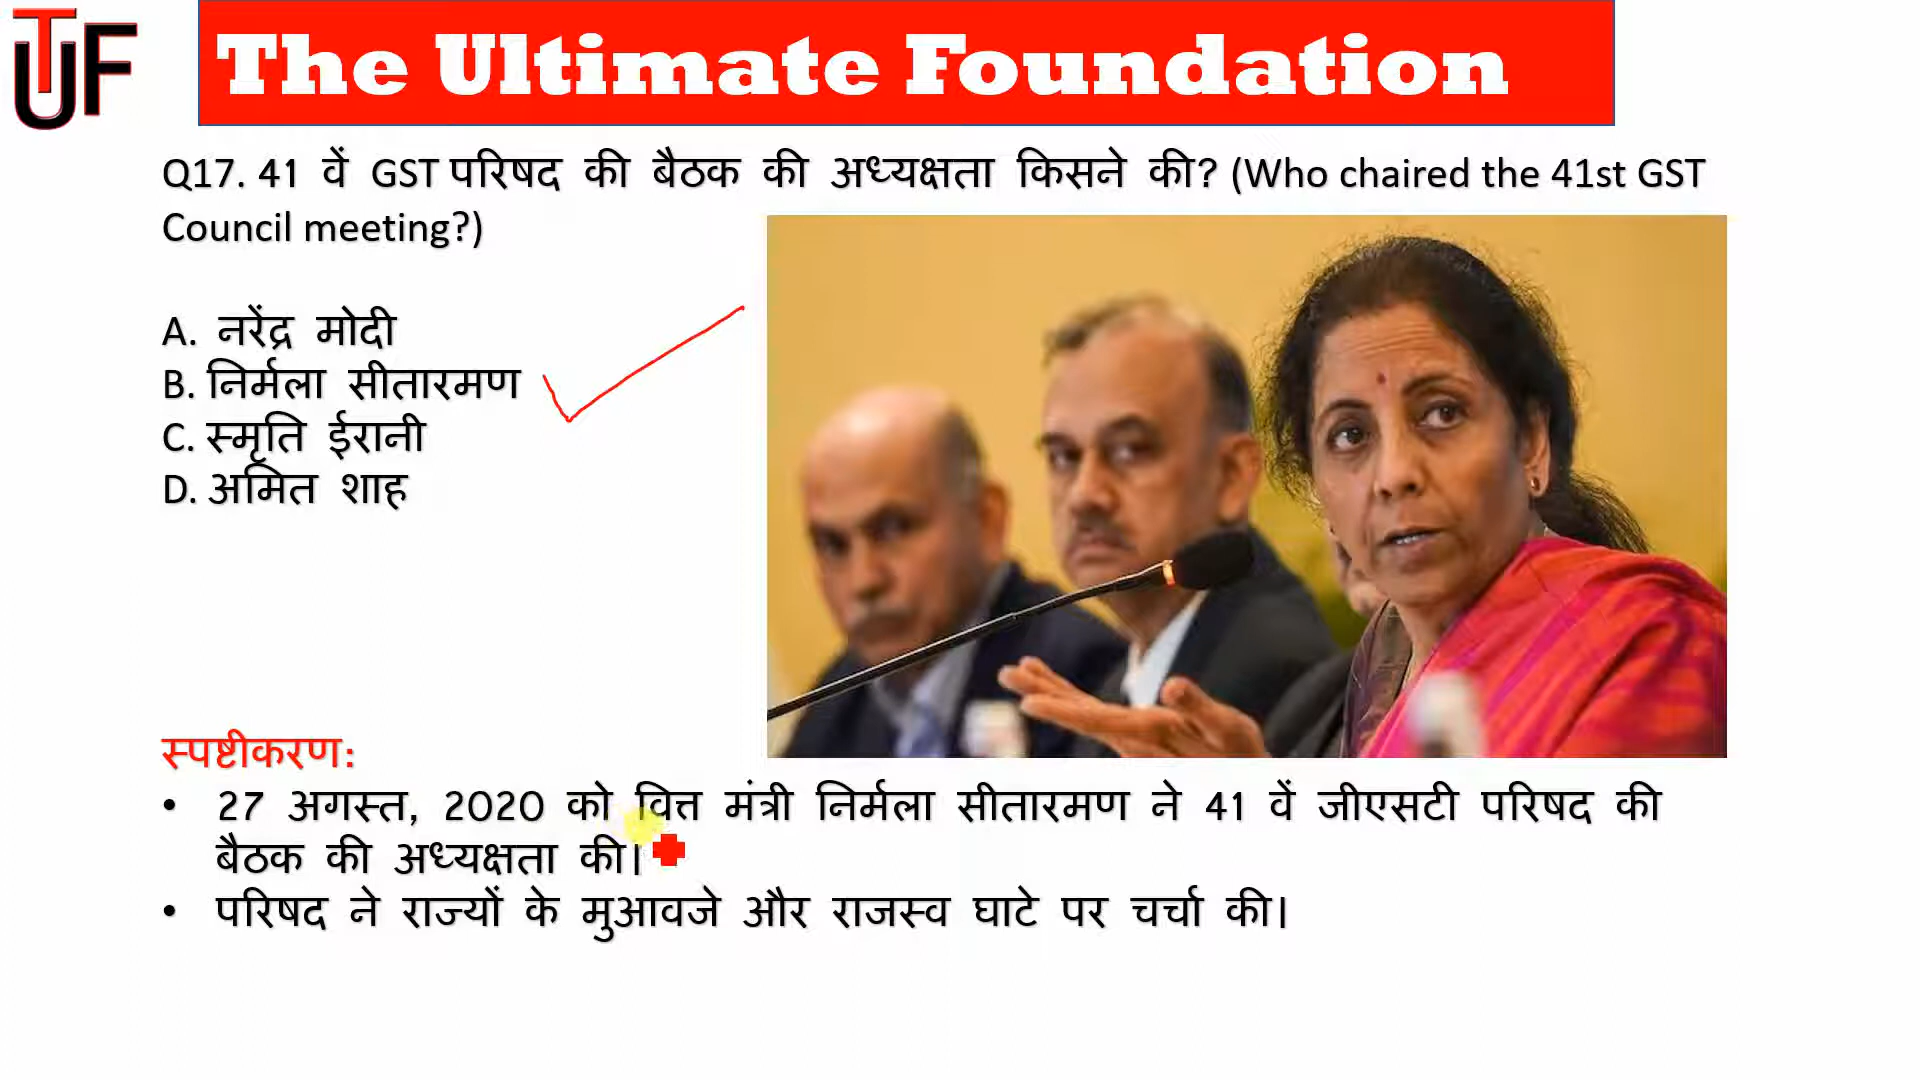 TUF
The Ultimate Foundation
Q17. 41 वें GST परिषद की बैठक की अध्यक्षता किसने की? (Who chaired the 41st GST
Council meeting?)
A. नरेंद्र मोदी
B. निर्मला सीतारमण
C. स्मृति ईरानी
D. अमित शाह
स्पष्टीकरण:
• 27 अगस्त, 2020 को वित्त मंत्री निर्मला सीतारमण ने 41 वें जीएसटी परिषद की
बैठक की अध्यक्षता की।
• परिषद ने राज्यों के मुआवजे और राजस्व घाटे पर चर्चा की।